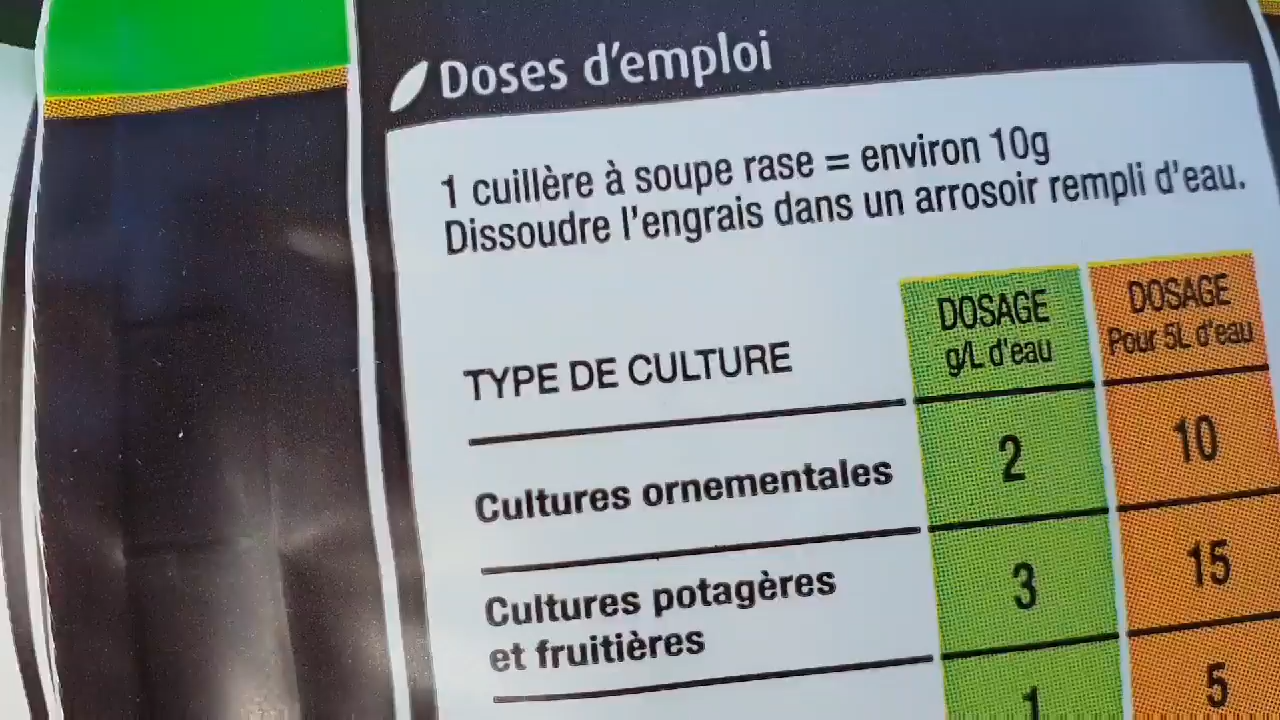 Doses d'emploi
1 cuillère à soupe rase = environ 10g
Dissoudre l'engrais dans un arrosoir rempli d'eau.
TYPE DE CULTURE
DOSAGE
g/L d'eau
DOSAGE
Pour 5L d'eau
Cultures ornementales
2
10
Cultures potagères
et fruitières
3
15
1
5